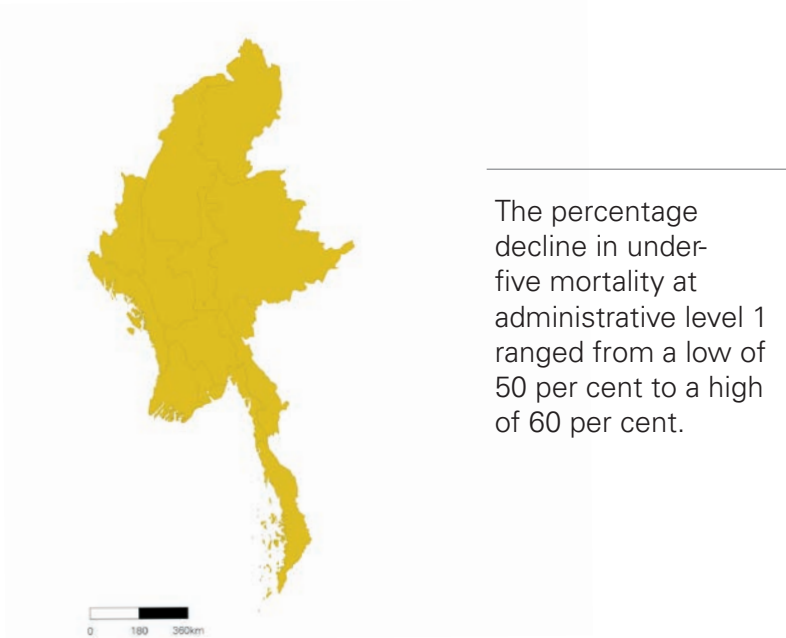 The percentage
decline in under-
five mortality at
administrative level 1
ranged from a low of
50 per cent to a high
of 60 per cent.
0 180 360km